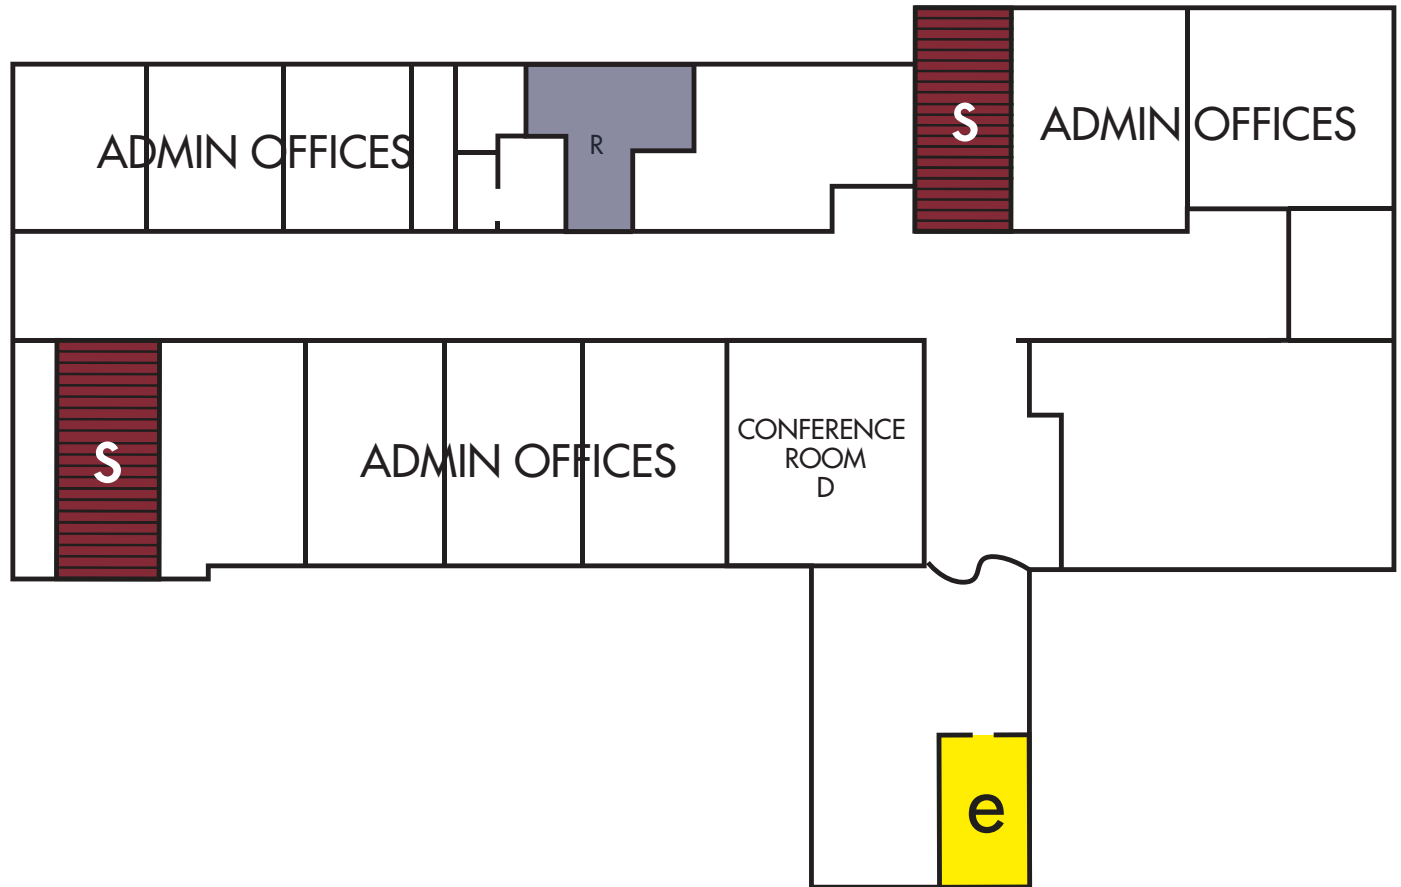 S
ADMIN OFFICES
ADMIN OFFICES
R
S
ADMIN OFFICES
CONFERENCE
ROOM
D
e